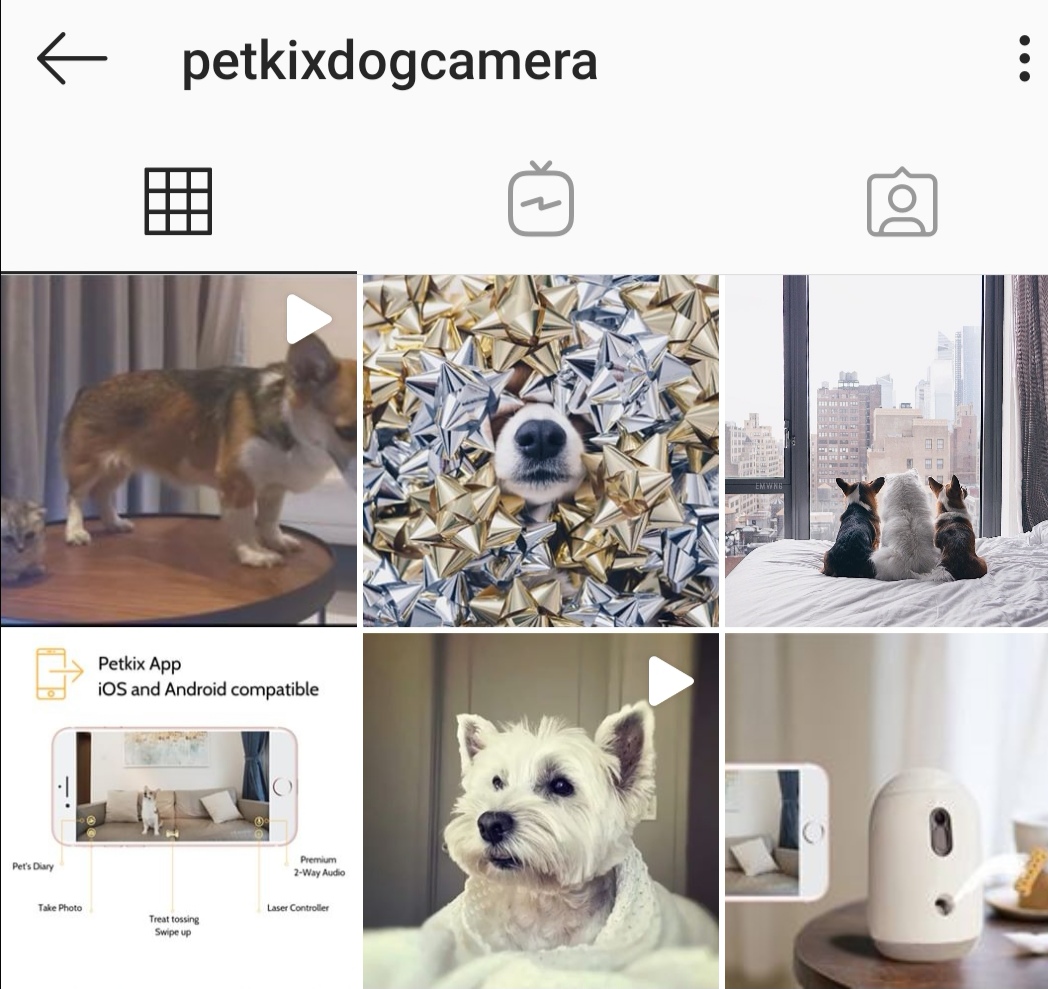 petkixdogcamera
EMWNG
Petkix App
iOS and Android compatible
Pet's Diary
Premium
2-Way Audio
Take Photo
Laser Controller
Treat tossing
Swipe up